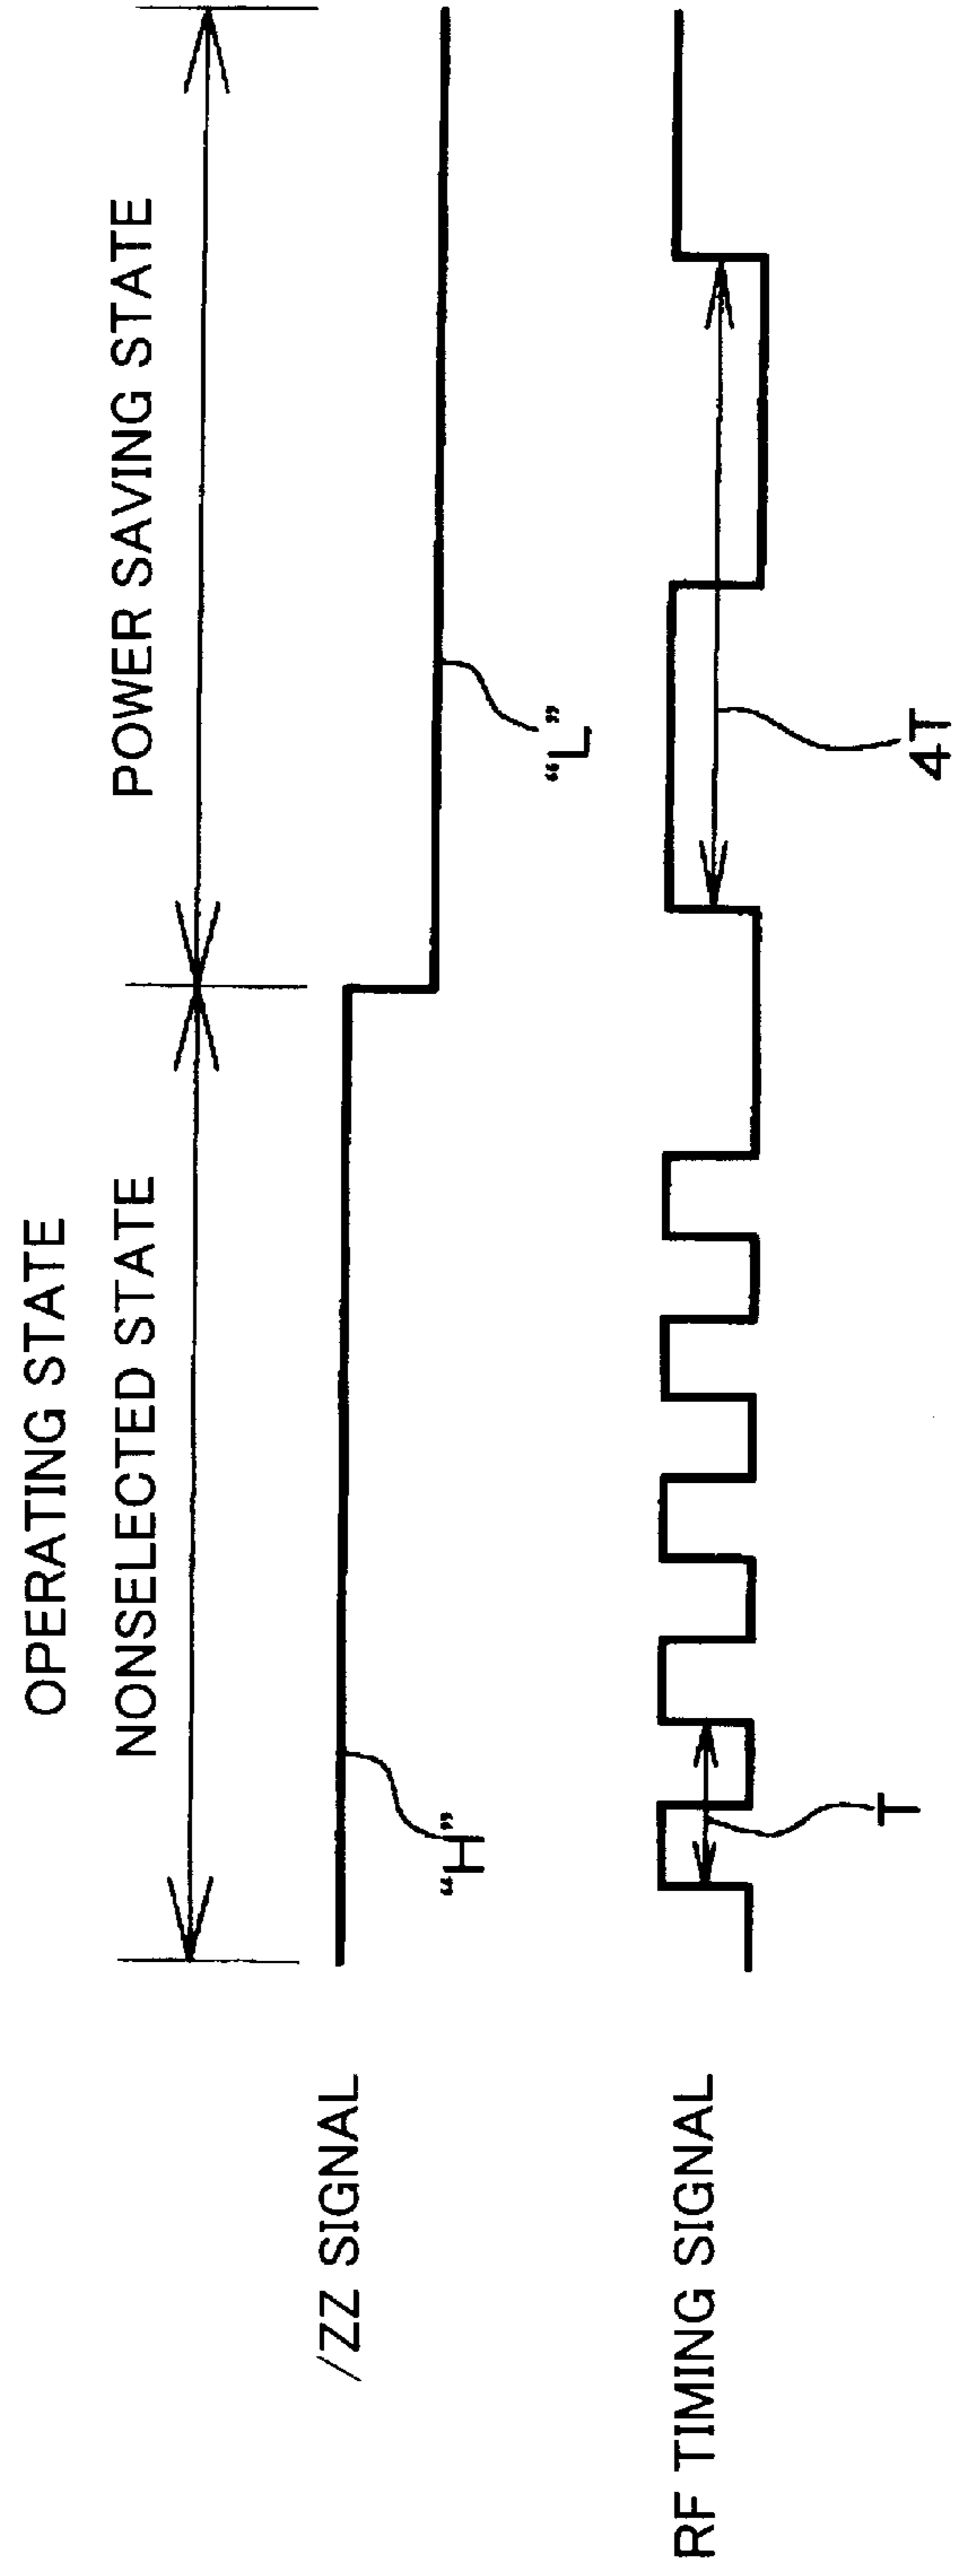 OPERATING STATE
NONSELECTED STATE
POWER SAVING STATE
/ZZ SIGNAL
“H”
“L”
RF TIMING SIGNAL
T
4T